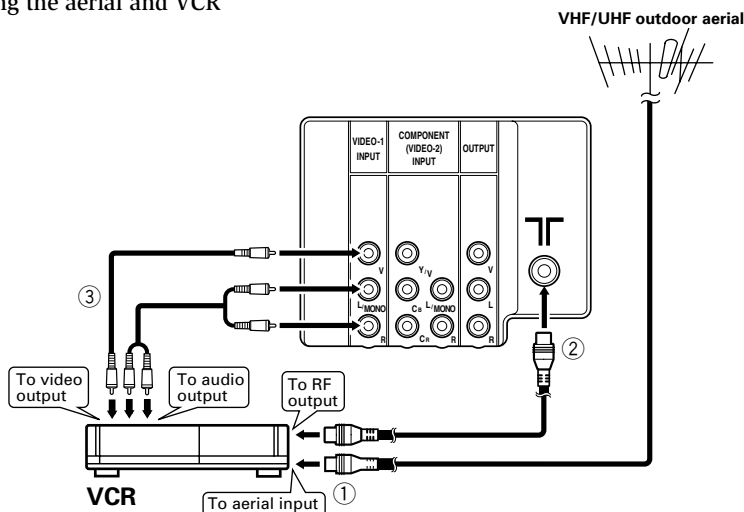 ng the aerial and VCR
VHF/UHF outdoor aerial
VIDEO-1
INPUT
COMPONENT
(VIDEO-2)
INPUT
OUTPUT
V
Y/V
V
L/MONO
CB
L/MONO
L
R
CR
R
R
③
②
To video
output
To audio
output
To RF
output
VCR
To aerial input
①